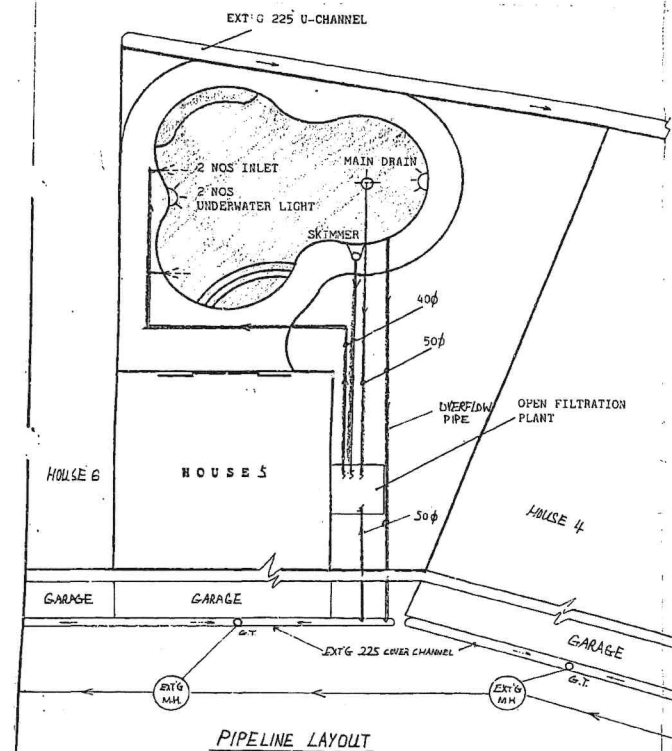 EXT'G 225 U-CHANNEL
MAIN DRAIN
2 NOS INLET
2 NOS
UNDERWATER LIGHT
SKIMMER
40ϕ
50ϕ
OVERFLOW
PIPE
OPEN FILTRATION
PLANT
HOUSE 6
HOUSE 5
HOUSE 4
50ϕ
GARAGE
GARAGE
GARAGE
G.T.
EXT'G 225 COVER CHANNEL
G.T.
EXT'G
M.H.
EXT'G
M.H
PIPELINE LAYOUT